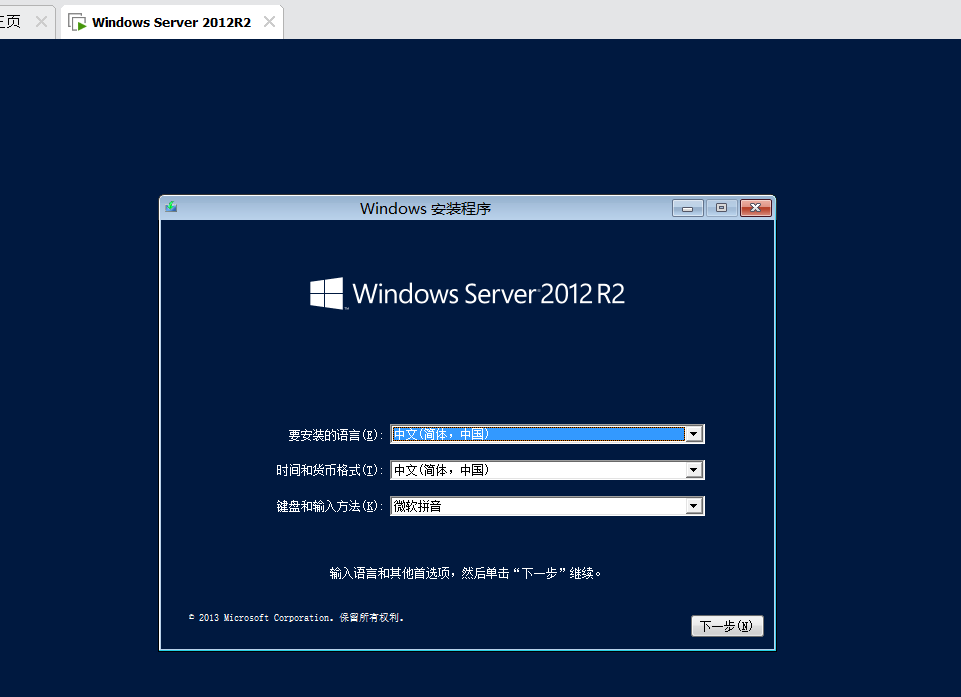 主页
Windows Server 2012R2
Windows 安装程序
Windows Server 2012 R2
要安装的语言(E): 中文(简体，中国)
时间和货币格式(T): 中文(简体，中国)
键盘和输入方法(K): 微软拼音
输入语言和其他首选项，然后单击“下一步”继续。
© 2013 Microsoft Corporation。保留所有权利。
下一步(N)